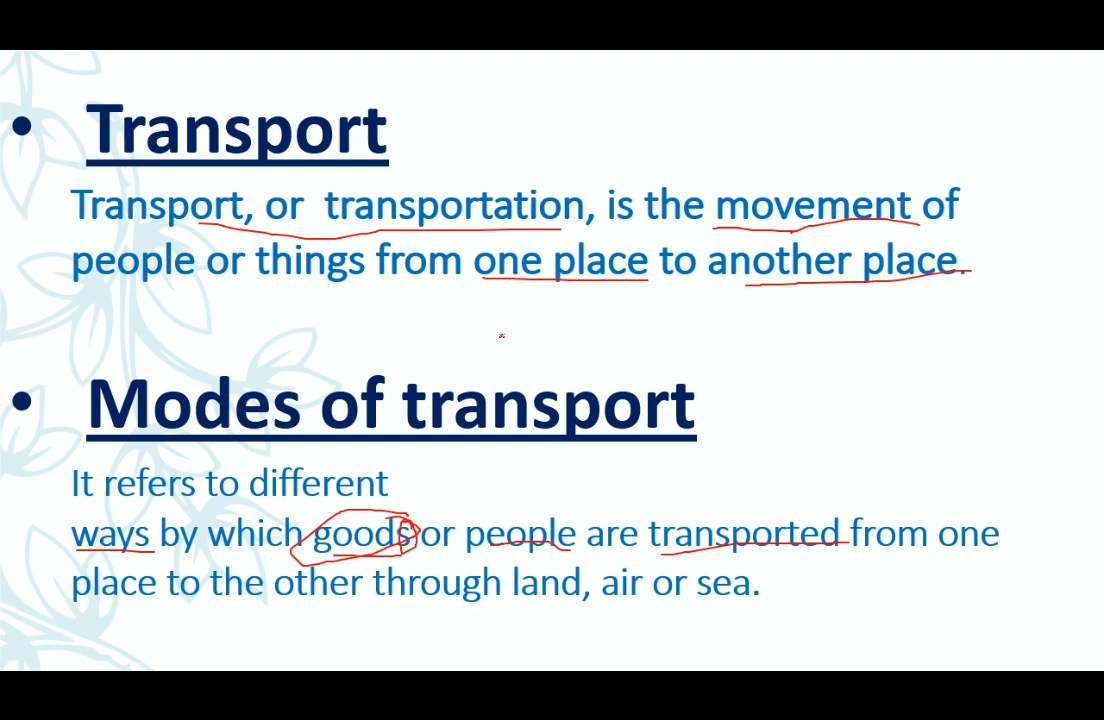 • Transport
Transport, or transportation, is the movement of
people or things from one place to another place.
• Modes of transport
It refers to different
ways by which goods or people are transported from one
place to the other through land, air or sea.